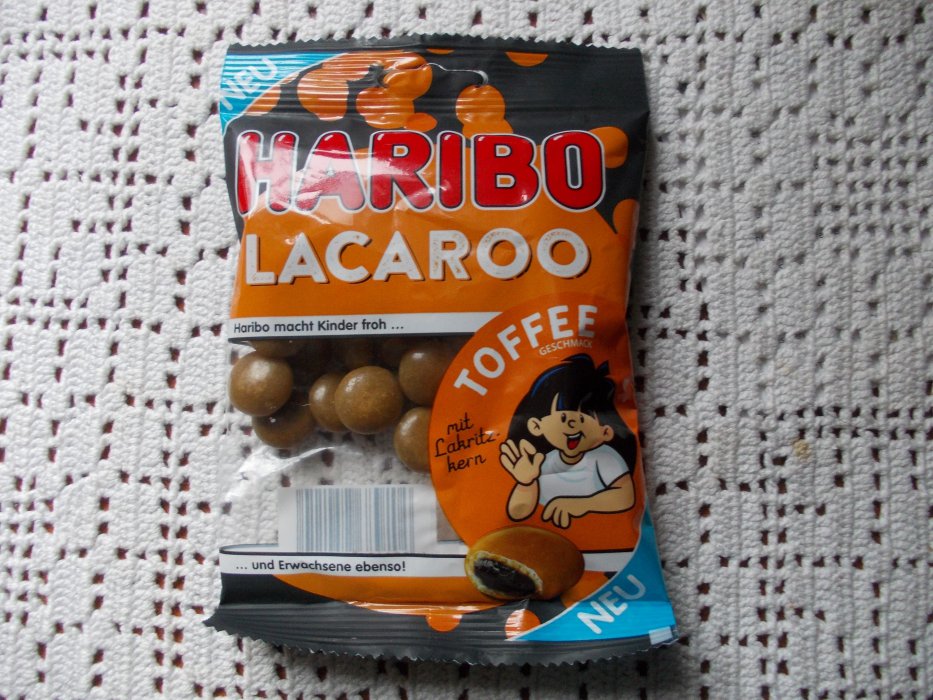 NEU
HARIBO
LACAROO
Haribo macht Kinder froh ...
TOFFEE
GESCHMACK
mit
Lakritz-
kern
... und Erwachsene ebenso!
NEU